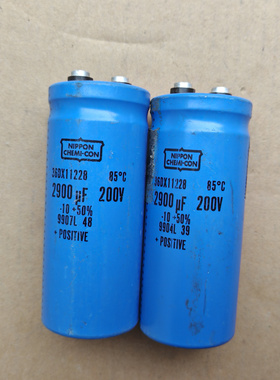 NIPPON
CHEMI-CON
36DX1122B 85°C
2900 µF 200V
-10 +50%
9907L 48
+ POSITIVE
NIPPON
CHEMI-CON
36DX1122B 85°C
2900 µF 200V
-10 +50%
9904L 39
+ POSITIVE